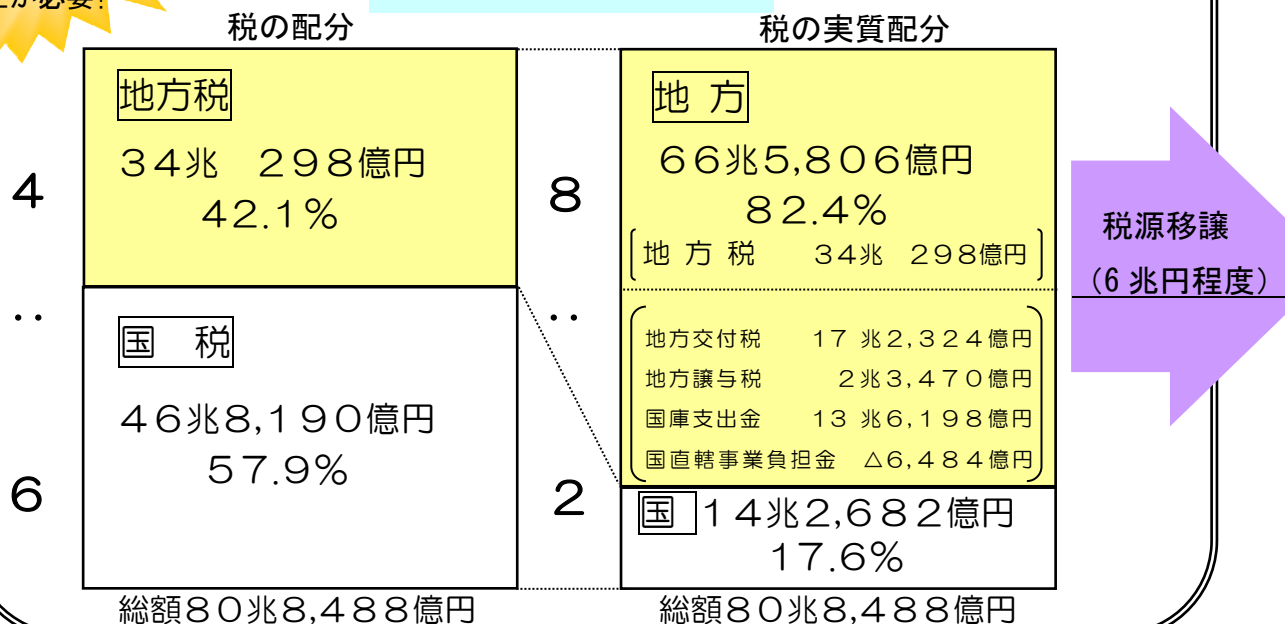 が必要！
税の配分
税の実質配分
地方税
３４兆　２９８億円
42.1％
4
：
6
国　税
４６兆8,１９０億円
57.9％
総額８０兆8,４８８億円
8
：
2
地 方
６６兆5,８０６億円
８２.４％
地 方 税　３４兆　２９８億円
地方交付税　１７ 兆２,３２４億円
地方譲与税　２兆３,４７０億円
国庫支出金　１３ 兆６,１９８億円
国直轄事業負担金　△６,４８４億円
国 １４兆2,６８２億円
17.6％
総額８０兆8,４８８億円
税源移譲
（6 兆円程度）